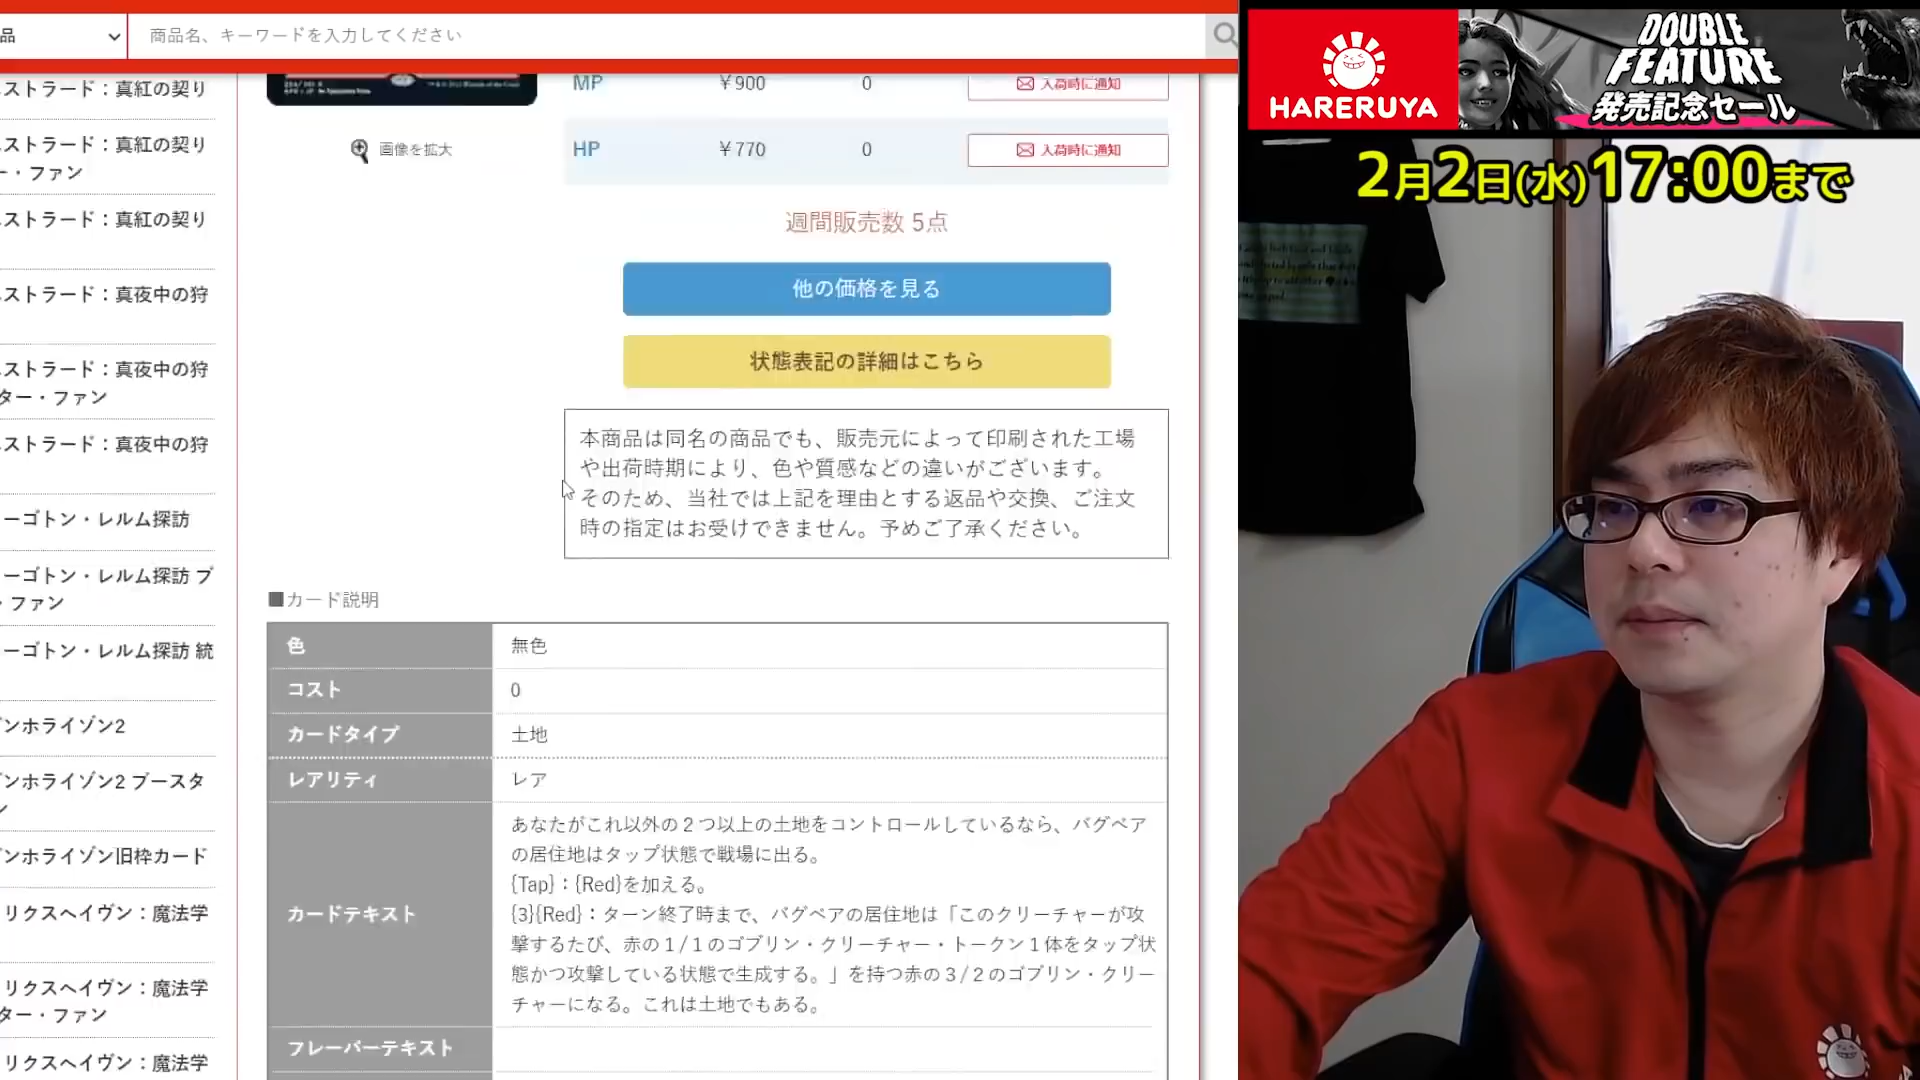 品
商品名、キーワードを入力してください
ストラード：真紅の契り
ストラード：真紅の契り
ー・ファン
ストラード：真紅の契り
ストラード：真夜中の狩
ストラード：真夜中の狩
ター・ファン
ストラード：真夜中の狩
ーゴトン・レルム探訪
ーゴトン・レルム探訪 ブ
・ファン
ーゴトン・レルム探訪 統
ンホライゾン2
ンホライゾン2 ブースタ
ンホライゾン旧枠カード
リクスヘイヴン：魔法学
リクスヘイヴン：魔法学
ター・ファン
リクスヘイヴン：魔法学
画像を拡大
MP ￥900 0 入荷時に通知
HP ￥770 0 入荷時に通知
週間販売数 5点
他の価格を見る
状態表記の詳細はこちら
本商品は同名の商品でも、販売元によって印刷された工場
や出荷時期により、色や質感などの違いがございます。
そのため、当社では上記を理由とする返品や交換、ご注文
時の指定はお受けできません。予めご了承ください。
■カード説明
色 無色
コスト 0
カードタイプ 土地
レアリティ レア
カードテキスト
あなたがこれ以外の２つ以上の土地をコントロールしているなら、バグベア
の居住地はタップ状態で戦場に出る。
{Tap}：{Red}を加える。
{3}{Red}：ターン終了時まで、バグベアの居住地は「このクリーチャーが攻
撃するたび、赤の１/１のゴブリン・クリーチャー・トークン１体をタップ状
態かつ攻撃している状態で生成する。」を持つ赤の３/２のゴブリン・クリー
チャーになる。これは土地でもある。
フレーバーテキスト
HARERUYA
DOUBLE
FEATURE
発売記念セール
2月2日(水)17:00まで